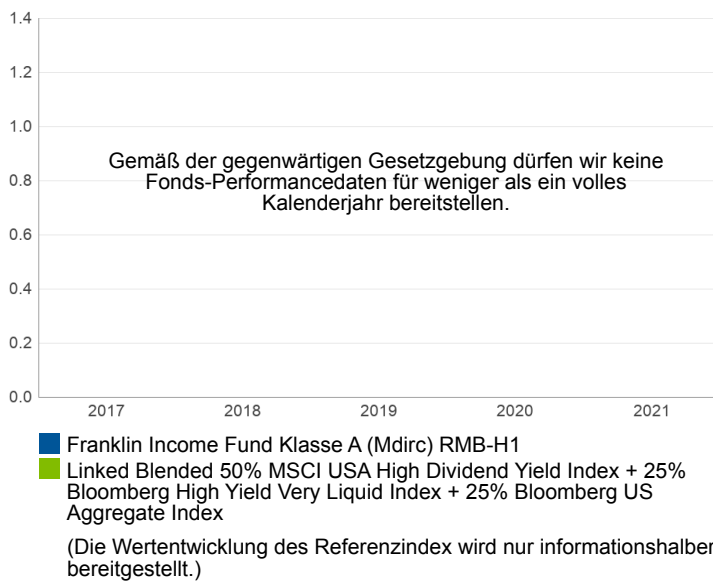 1.4
1.2
1.0
Gemäß der gegenwärtigen Gesetzgebung dürfen wir keine
0.8
Fonds-Performancedaten für weniger als ein volles
Kalenderjahr bereitstellen.
0.6
0.4
0.2
0.0
2017 2018 2019 2020 2021
Franklin Income Fund Klasse A (Mdirc) RMB-H1
Linked Blended 50% MSCI USA High Dividend Yield Index + 25%
Bloomberg High Yield Very Liquid Index + 25% Bloomberg US
Aggregate Index
(Die Wertentwicklung des Referenzindex wird nur informationshalber
bereitgestellt.)